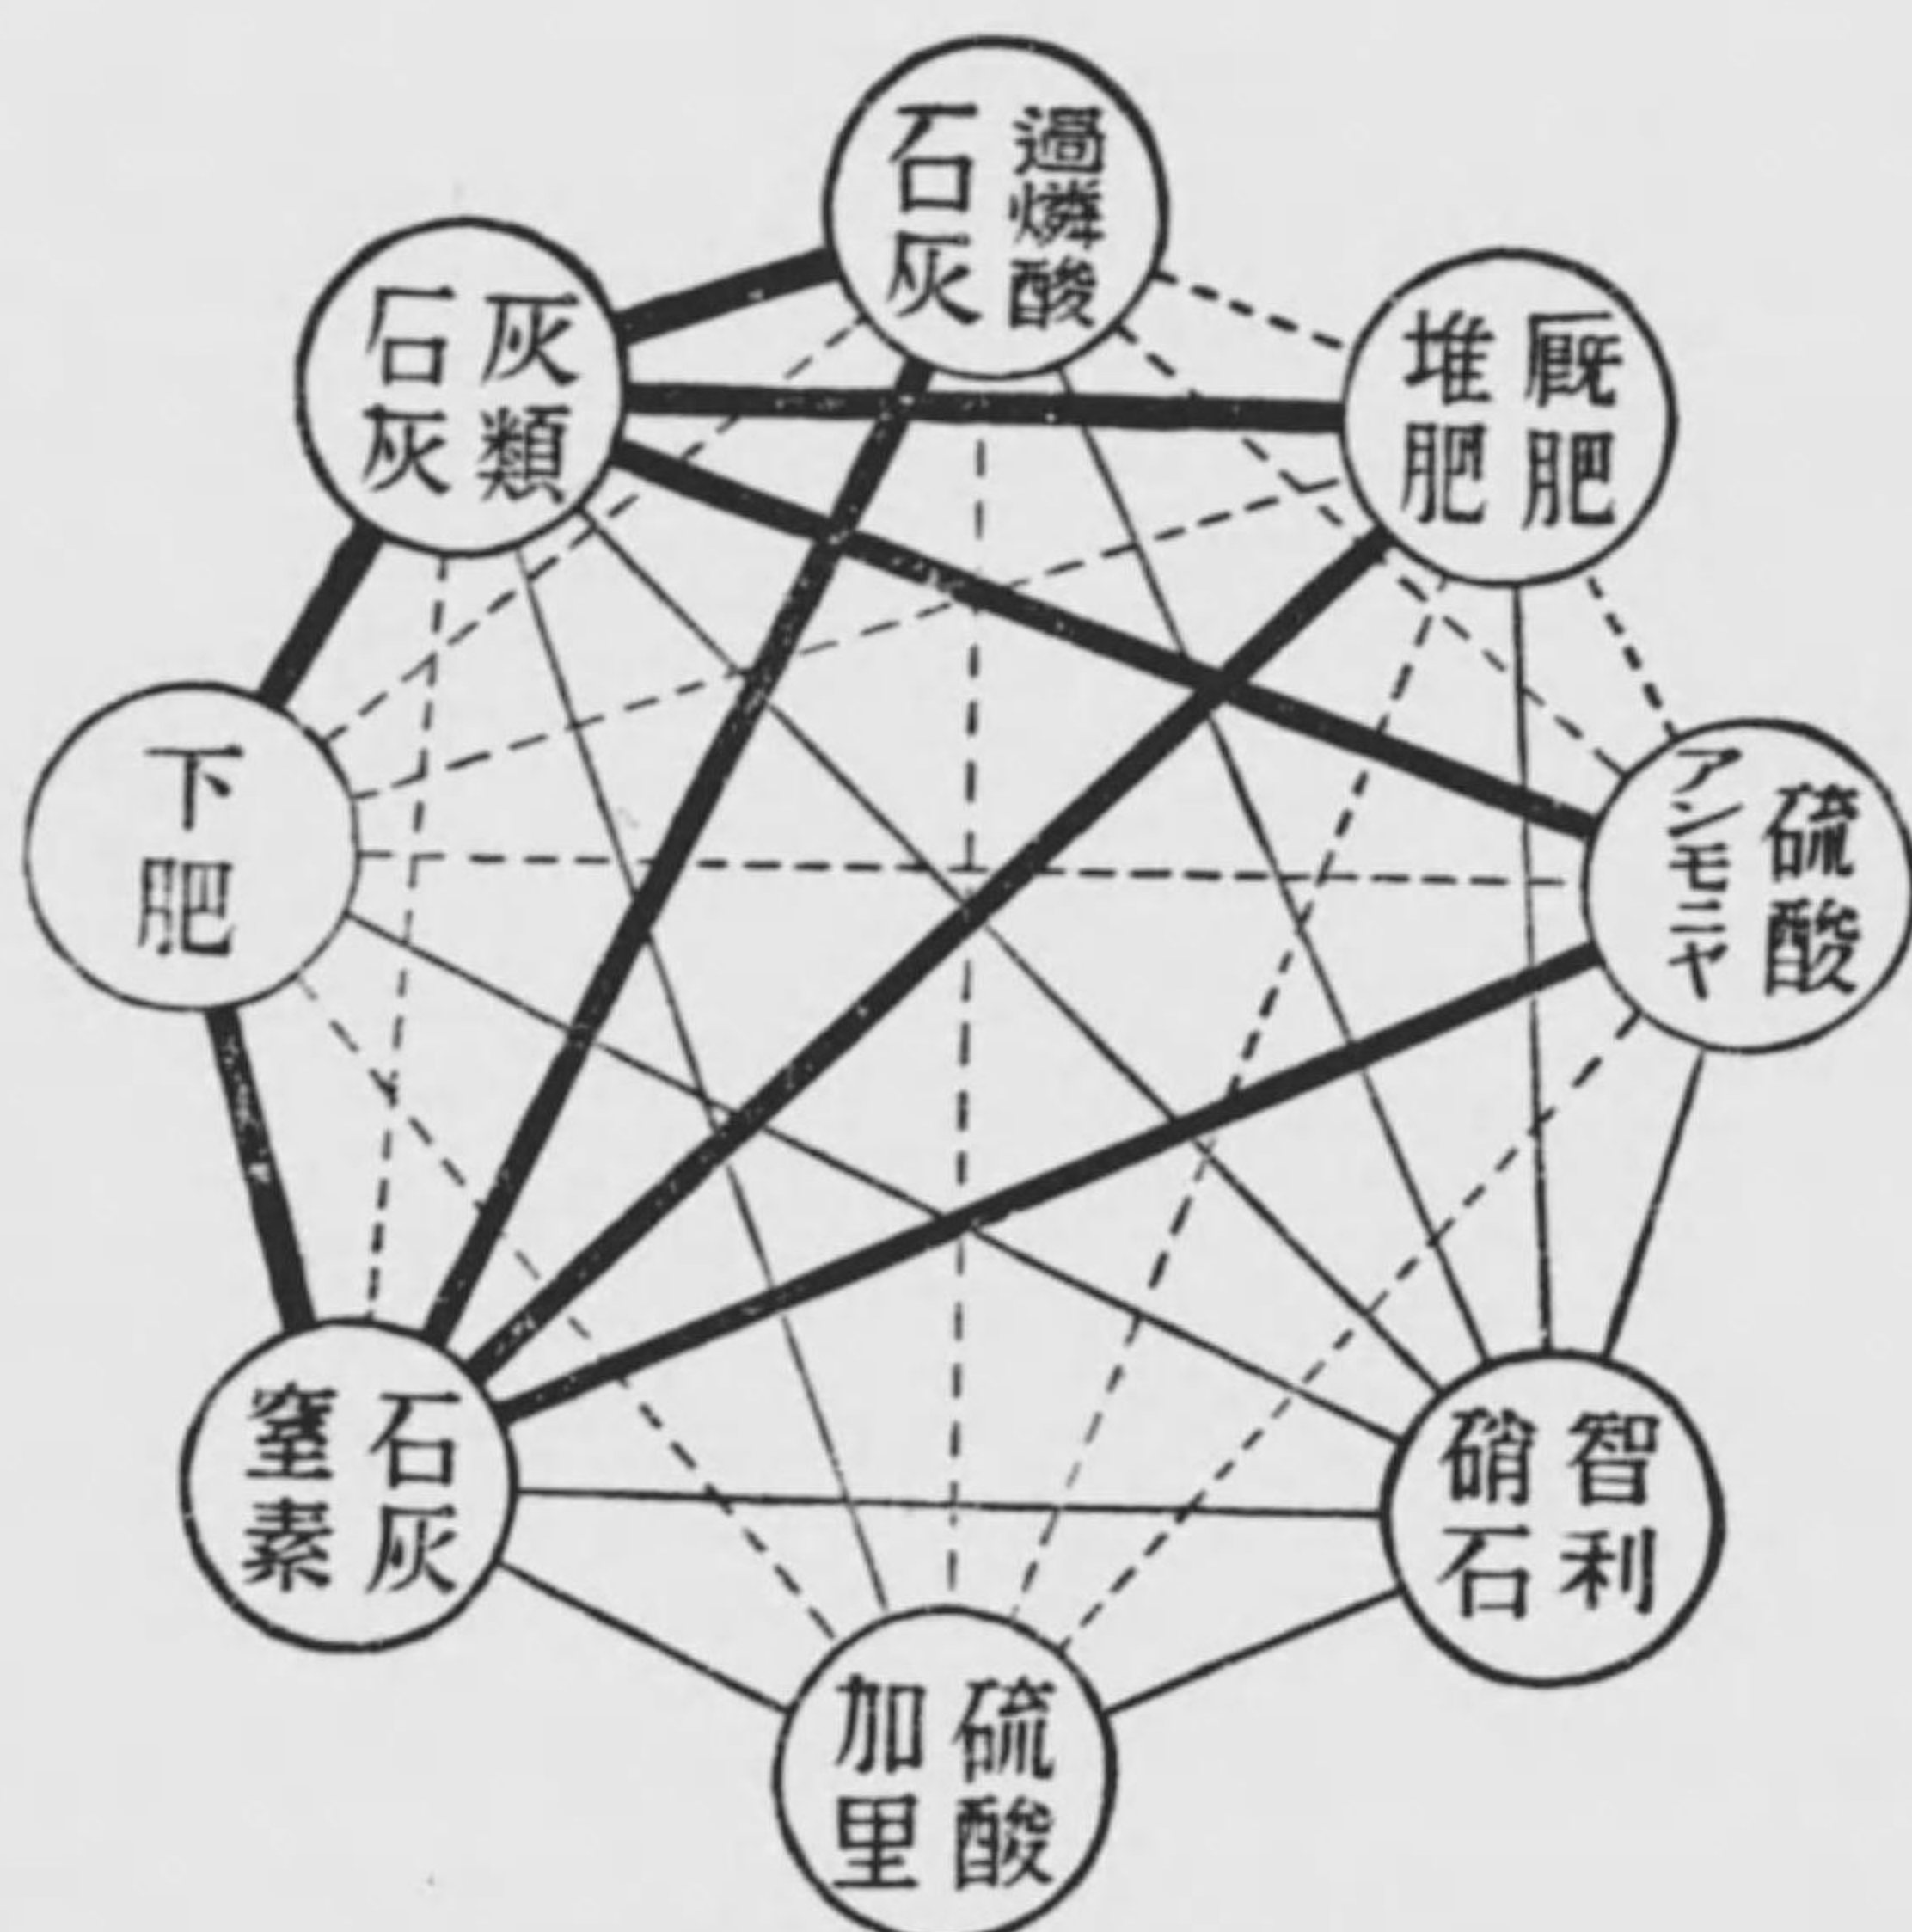 過燐酸
石灰
灰類
石灰
厩肥
堆肥
下肥
硫酸
アンモニヤ
石灰
窒素
智利
硝石
硫酸
加里